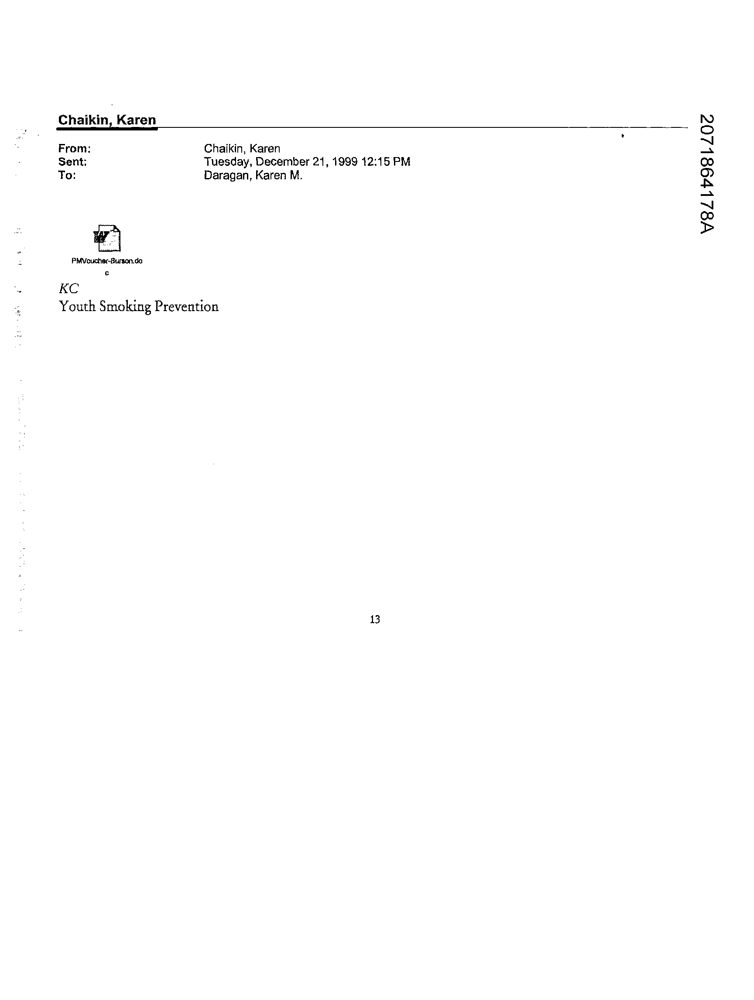 Chaikin, Karen
From: Chaikin, Karen
Sent: Tuesday, December 21, 1999 12:15 PM
To: Daragan, Karen M.
PMVoucher-Burson.do
c
KC
Youth Smoking Prevention
13
2071864178A